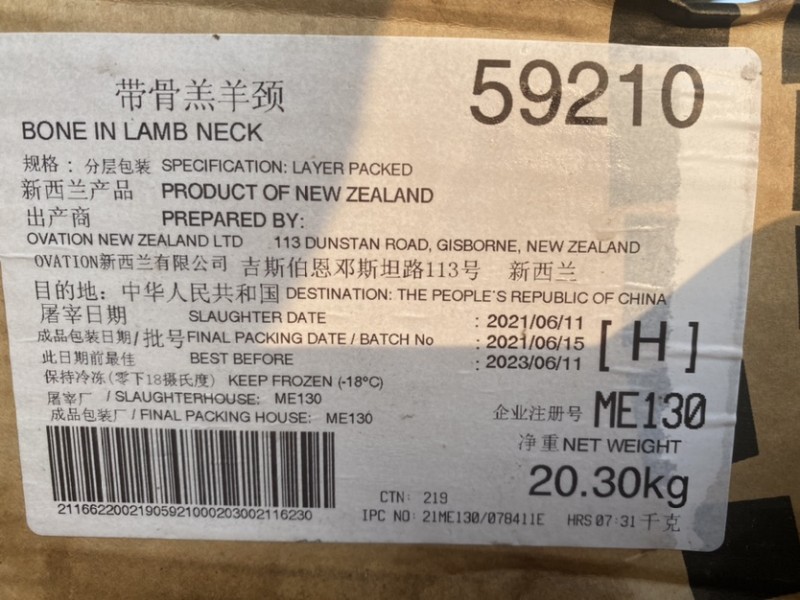 59210
带骨羔羊颈
BONE IN LAMB NECK
规格：分层包装 SPECIFICATION: LAYER PACKED
新西兰产品 PRODUCT OF NEW ZEALAND
出产商 PREPARED BY:
OVATION NEW ZEALAND LTD 113 DUNSTAN ROAD, GISBORNE, NEW ZEALAND
OVATION新西兰有限公司 吉斯伯恩邓斯坦路113号 新西兰
目的地：中华人民共和国 DESTINATION: THE PEOPLE'S REPUBLIC OF CHINA
屠宰日期 SLAUGHTER DATE : 2021/06/11
成品包装日期/批号 FINAL PACKING DATE / BATCH No : 2021/06/15
此日期前最佳 BEST BEFORE : 2023/06/11
[H]
保持冷冻(零下18摄氏度) KEEP FROZEN (-18°C)
屠宰厂 / SLAUGHTERHOUSE: ME130
成品包装厂 / FINAL PACKING HOUSE: ME130
企业注册号 ME130
净重 NET WEIGHT
20.30kg
千克
CTN: 219
IPC NO: 21ME130/078411E HRS 07:31
21166220021905921000203002116230